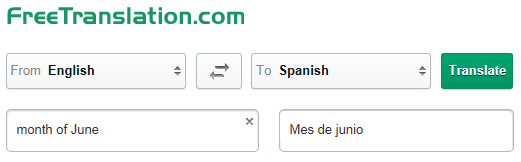 FreeTranslation.com
From English To Spanish Translate
month of June Mes de junio